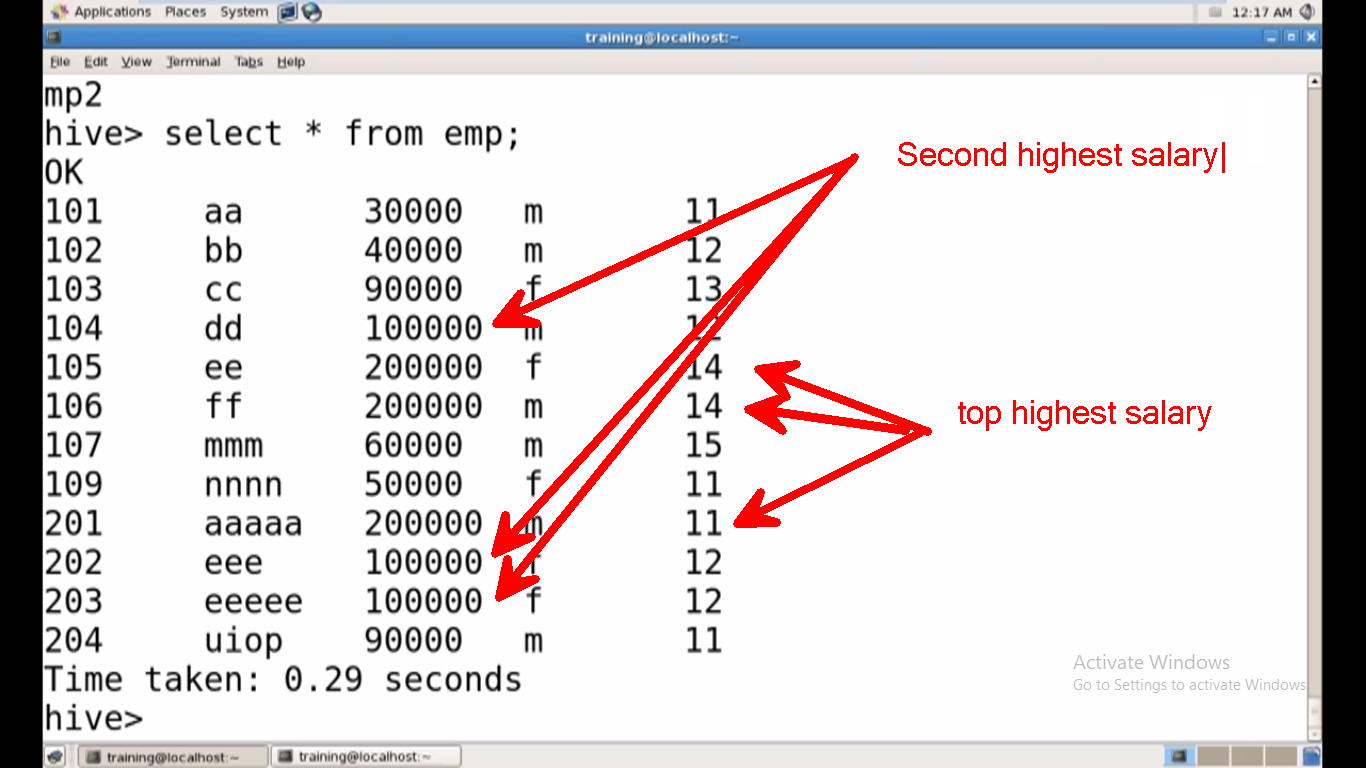 Applications Places System 12:17 AM
training@localhost:~
File Edit View Terminal Tabs Help
mp2
hive> select * from emp;
Second highest salary|
OK
101 aa 30000 m 11
102 bb 40000 m 12
103 cc 90000 f 13
104 dd 100000 m
105 ee 200000 f 14
106 ff 200000 m 14
top highest salary
107 mmm 60000 m 15
109 nnnn 50000 f 11
201 aaaaa 200000 m 11
202 eee 100000 f 12
203 eeeee 100000 f 12
204 uiop 90000 m 11
Time taken: 0.29 seconds
hive>
Activate Windows
Go to Settings to activate Windows.
training@localhost:~ training@localhost:~